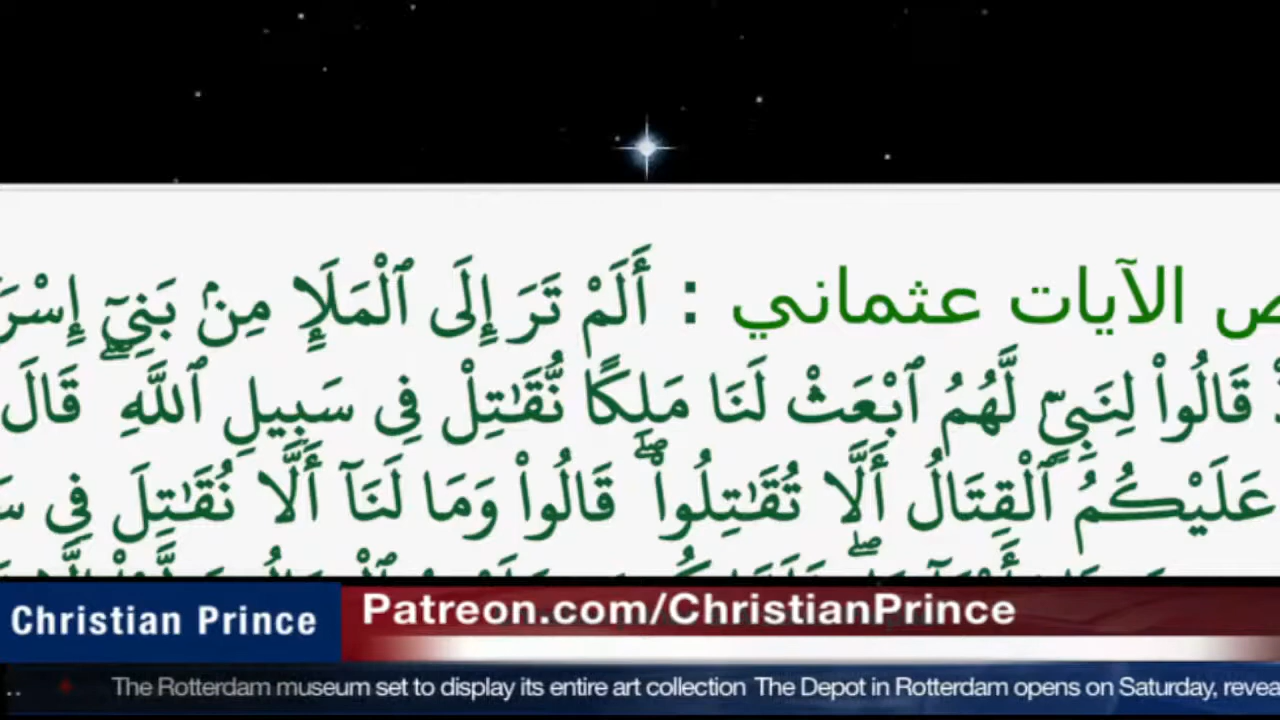 ص الآيات عثماني : أَلَمْ تَرَ إِلَى ٱلْمَلَإِ مِنۢ بَنِىٓ إِسْرَ
قَالُوا۟ لِنَبِىٍّ لَّهُمُ ٱبْعَثْ لَنَا مَلِكًا نُّقَـٰتِلْ فِى سَبِيلِ ٱللَّهِ ۖ قَالَ
عَلَيْكُمُ ٱلْقِتَالُ أَلَّا تُقَـٰتِلُوا۟ ۖ قَالُوا۟ وَمَا لَنَآ أَلَّا نُقَـٰتِلَ فِى سَ
Christian Prince
Patreon.com/ChristianPrince
.. The Rotterdam museum set to display its entire art collection The Depot in Rotterdam opens on Saturday, revea